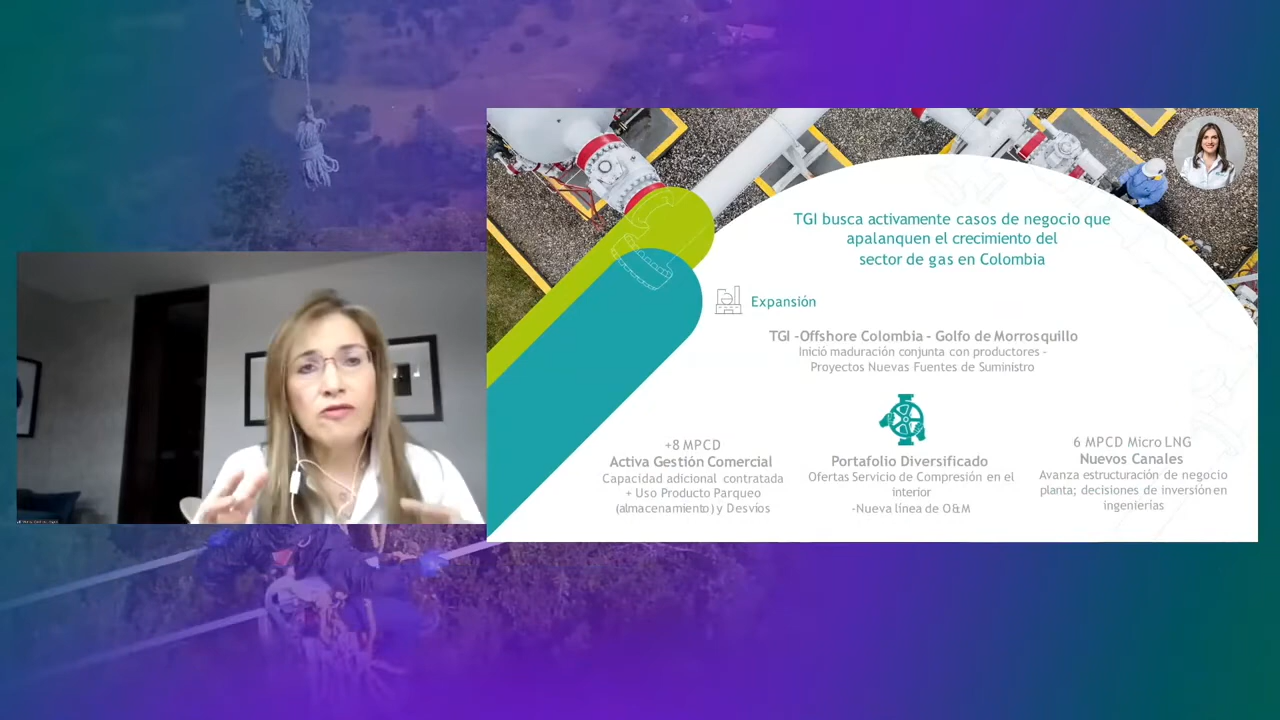 TGI busca activamente casos de negocio que
apalanquen el crecimiento del
sector de gas en Colombia
Expansión
TGI -Offshore Colombia - Golfo de Morrosquillo
Inició maduración conjunta con productores -
Proyectos Nuevas Fuentes de Suministro
+8 MPCD
Activa Gestión Comercial
Capacidad adicional contratada
+ Uso Producto Parqueo
(almacenamiento) y Desvíos
Portafolio Diversificado
Ofertas Servicio de Compresión en el
interior
-Nueva línea de O&M
6 MPCD Micro LNG
Nuevos Canales
Avanza estructuración de negocio
planta; decisiones de inversión en
ingenierías